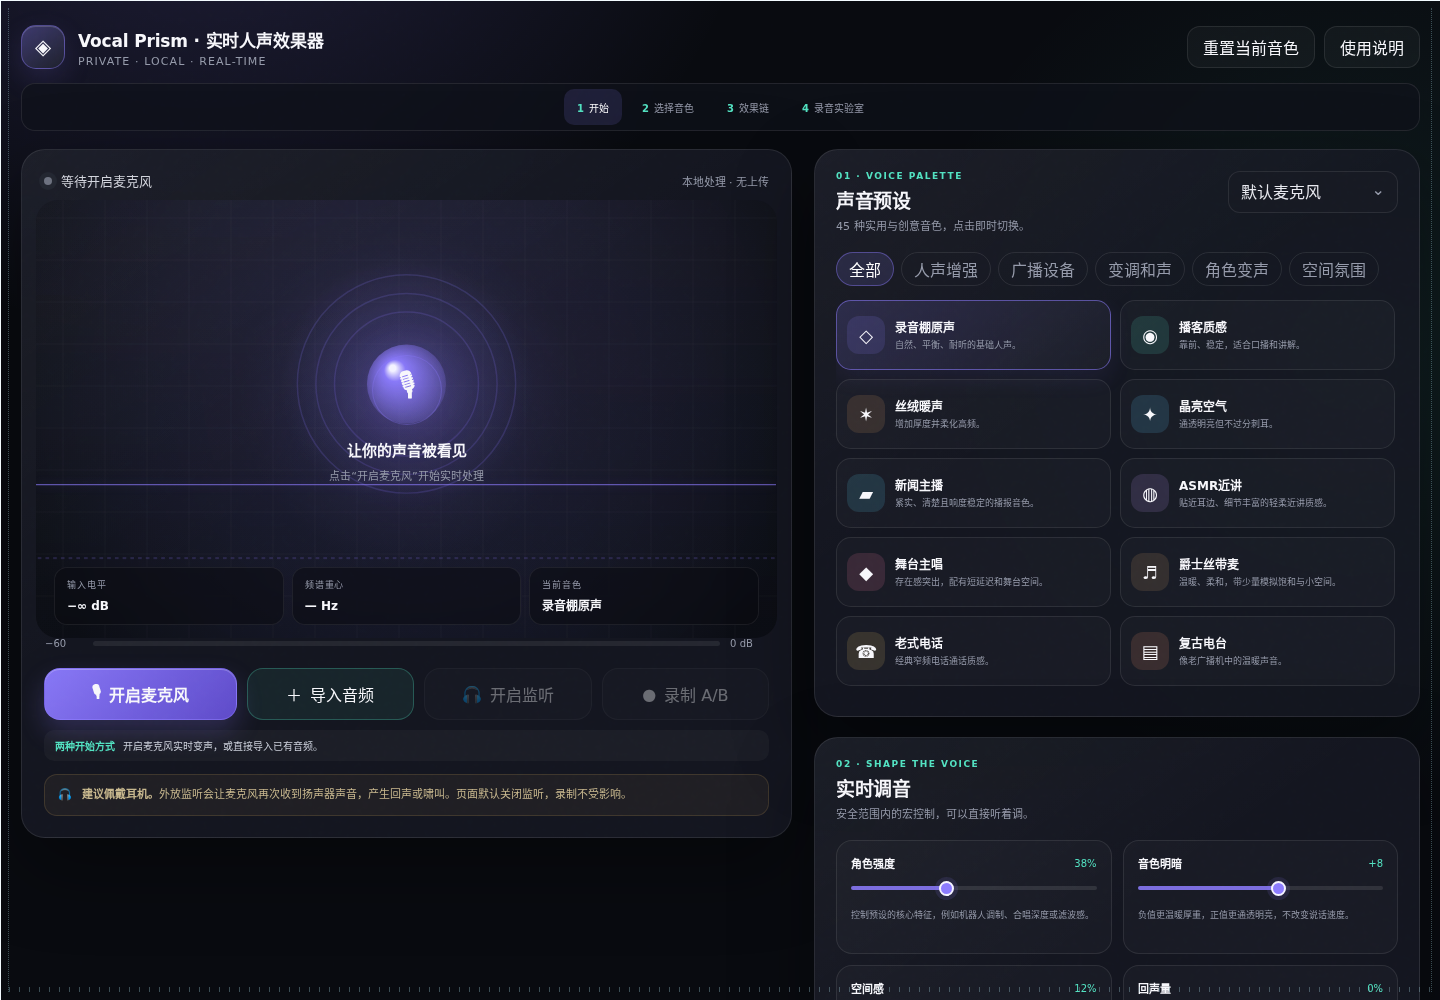 Vocal Prism · 实时人声效果器
PRIVATE · LOCAL · REAL-TIME
重置当前音色
使用说明
1 开始
2 选择音色
3 效果链
4 录音实验室
等待开启麦克风
本地处理 · 无上传
让你的声音被看见
点击“开启麦克风”开始实时处理
输入电平
−∞ dB
频谱重心
— Hz
当前音色
录音棚原声
−60
0 dB
开启麦克风
＋ 导入音频
开启监听
录制 A/B
两种开始方式 开启麦克风实时变声，或直接导入已有音频。
建议佩戴耳机。外放监听会让麦克风再次收到扬声器声音，产生回声或啸叫。页面默认关闭监听，录制不受影响。
01 · VOICE PALETTE
声音预设
45 种实用与创意音色，点击即时切换。
默认麦克风
全部
人声增强
广播设备
变调和声
角色变声
空间氛围
录音棚原声
自然、平衡、耐听的基础人声。
播客质感
靠前、稳定，适合口播和讲解。
丝绒暖声
增加厚度并柔化高频。
晶亮空气
通透明亮但不过分刺耳。
新闻主播
紧实、清楚且响度稳定的播报音色。
ASMR近讲
贴近耳边、细节丰富的轻柔近讲质感。
舞台主唱
存在感突出，配有短延迟和舞台空间。
爵士丝带麦
温暖、柔和，带少量模拟饱和与小空间。
老式电话
经典窄频电话通话质感。
复古电台
像老广播机中的温暖声音。
02 · SHAPE THE VOICE
实时调音
安全范围内的宏控制，可以直接听着调。
角色强度
38%
控制预设的核心特征，例如机器人调制、合唱深度或滤波感。
音色明暗
+8
负值更温暖厚重，正值更通透明亮，不改变说话速度。
空间感
12%
回声量
0%